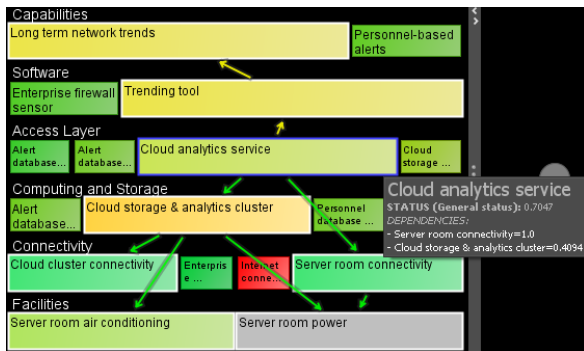 Capabilities
Long term network trends
Personnel-based
alerts
Software
Enterprise firewall
sensor
Trending tool
Access Layer
Alert
database...
Alert
database...
Cloud analytics service
Cloud
storage ...
Computing and Storage
Alert
database...
Cloud storage & analytics cluster
Personnel
database ...
Cloud analytics service
STATUS (General status): 0.7047
DEPENDENCIES:
- Server room connectivity=1.0
- Cloud storage & analytics cluster=0.4094
Connectivity
Cloud cluster connectivity
Enterpris
e ...
Internet
conne...
Server room connectivity
Facilities
Server room air conditioning
Server room power